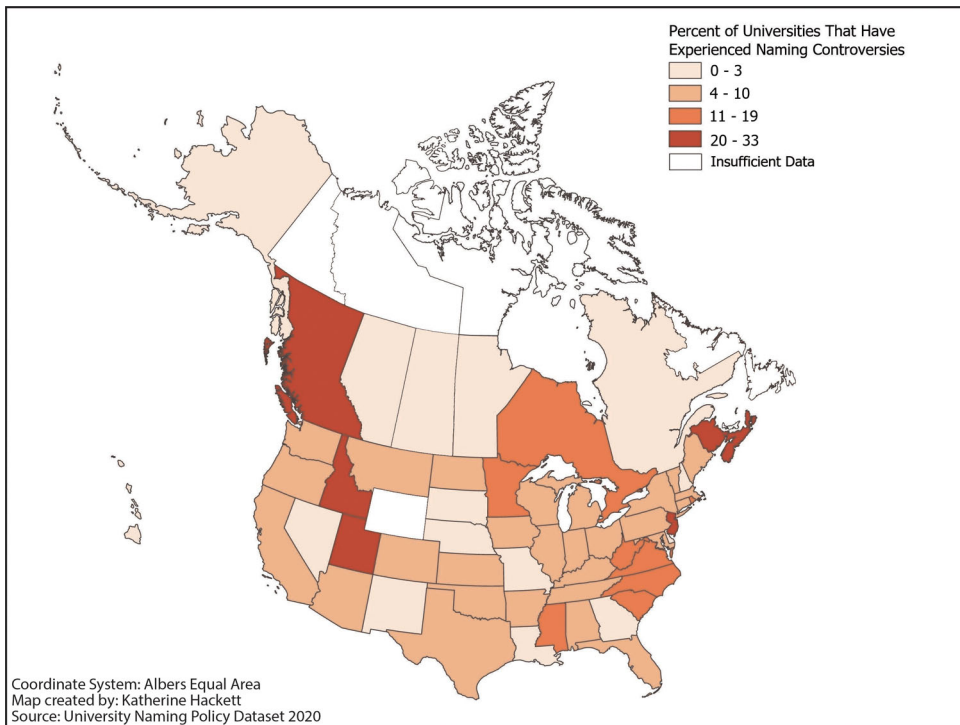 Percent of Universities That Have
Experienced Naming Controversies
0 - 3
4 - 10
11 - 19
20 - 33
Insufficient Data
Coordinate System: Albers Equal Area
Map created by: Katherine Hackett
Source: University Naming Policy Dataset 2020